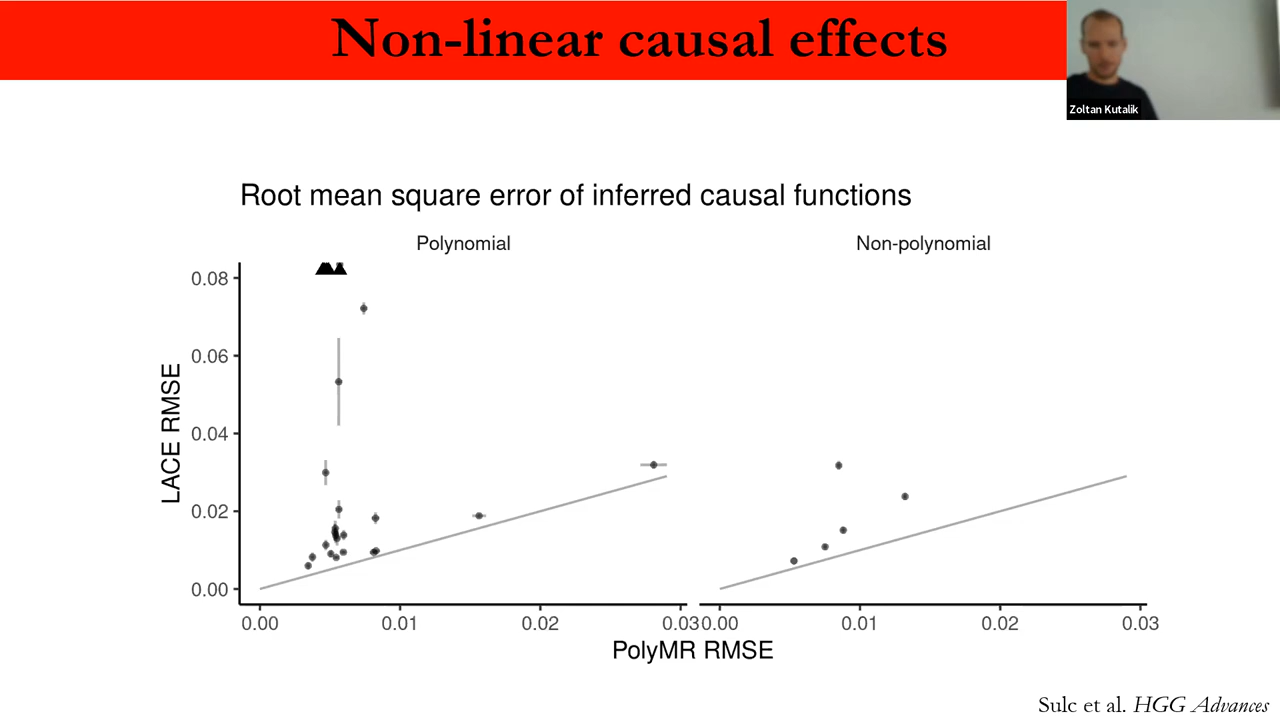 Non-linear causal effects
Zoltan Kutalik
Root mean square error of inferred causal functions
Polynomial
Non-polynomial
LACE RMSE
0.08
0.06
0.04
0.02
0.00
0.00 0.01 0.02 0.03 0.00 0.01 0.02 0.03
PolyMR RMSE
Sulc et al. HGG Advances